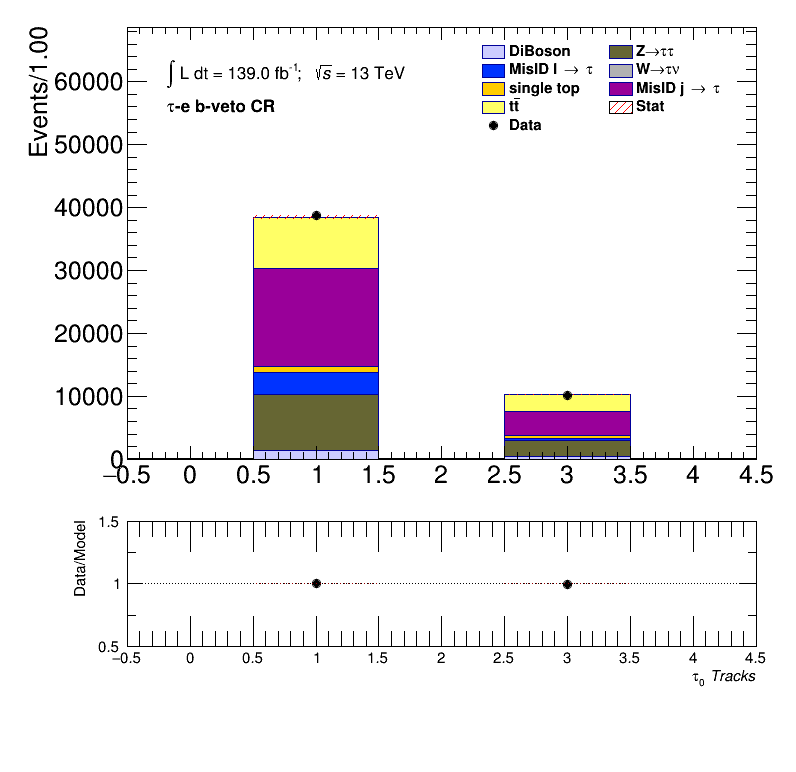 Events/1.00
60000
50000
40000
30000
20000
10000
0
∫ L dt = 139.0 fb⁻¹; √s = 13 TeV
τ-e b-veto CR
DiBoson
MisID l → τ
single top
tt̄
Data
Z→ττ
W→τν
MisID j → τ
Stat
−0.5 0 0.5 1 1.5 2 2.5 3 3.5 4 4.5
Data/Model
1.5
1
0.5
−0.5 0 0.5 1 1.5 2 2.5 3 3.5 4 4.5
τ₀ Tracks